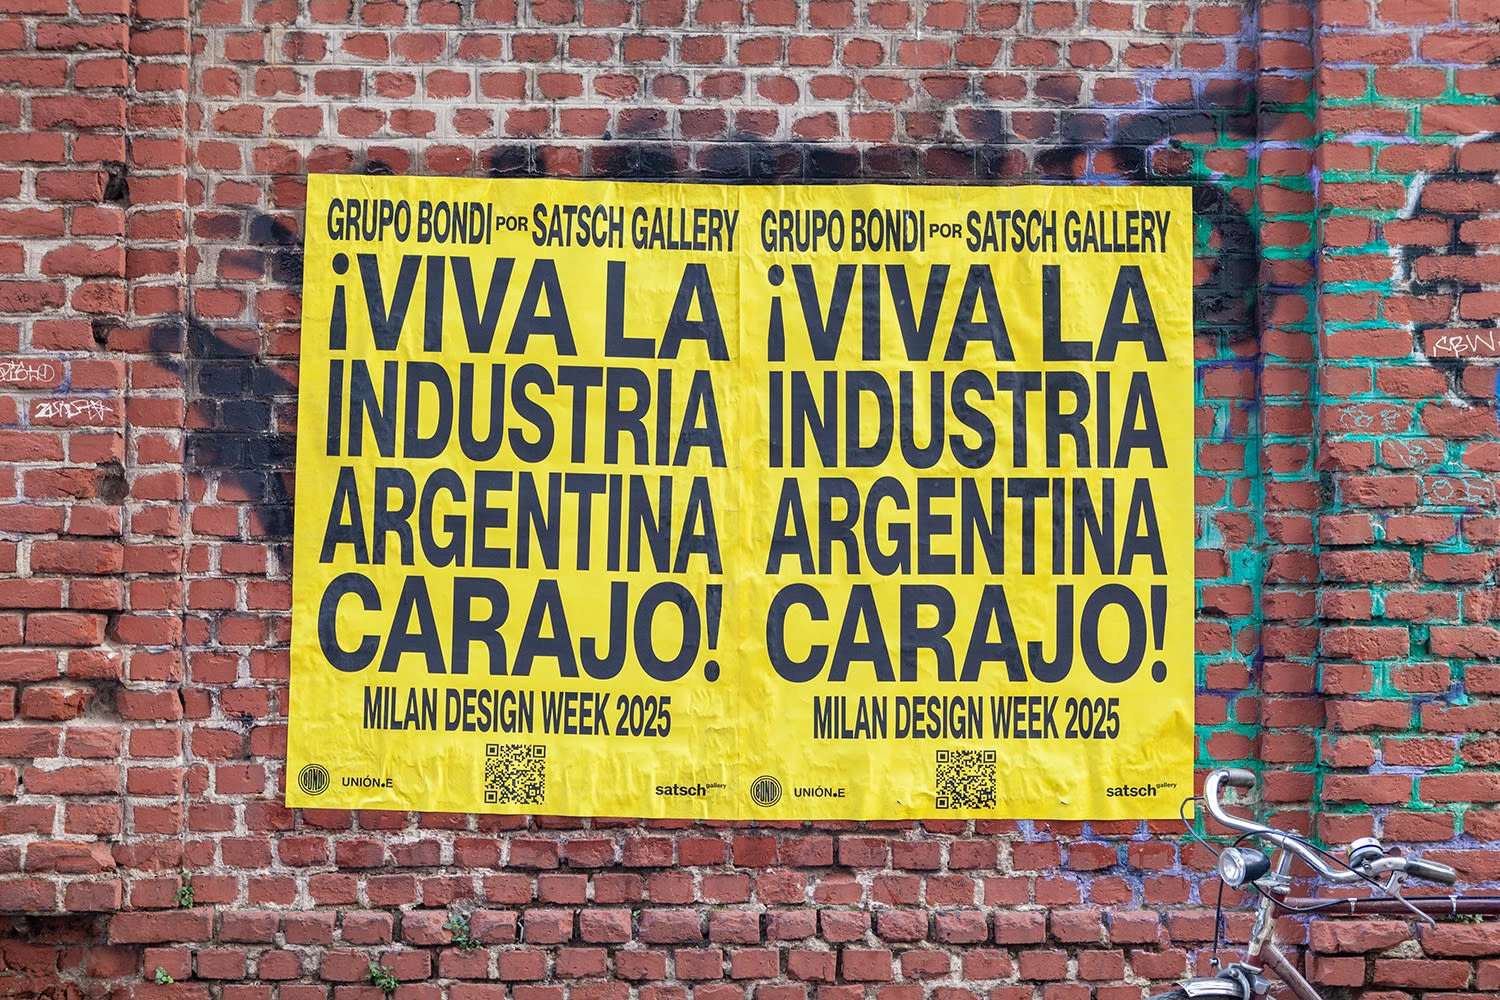 GRUPO BONDI POR SATSCH GALLERY
¡VIVA LA
INDUSTRIA
ARGENTINA
CARAJO!
MILAN DESIGN WEEK 2025
BONDI
UNIÓN.E
satsch gallery
GRUPO BONDI POR SATSCH GALLERY
¡VIVA LA
INDUSTRIA
ARGENTINA
CARAJO!
MILAN DESIGN WEEK 2025
BONDI
UNIÓN.E
satsch gallery